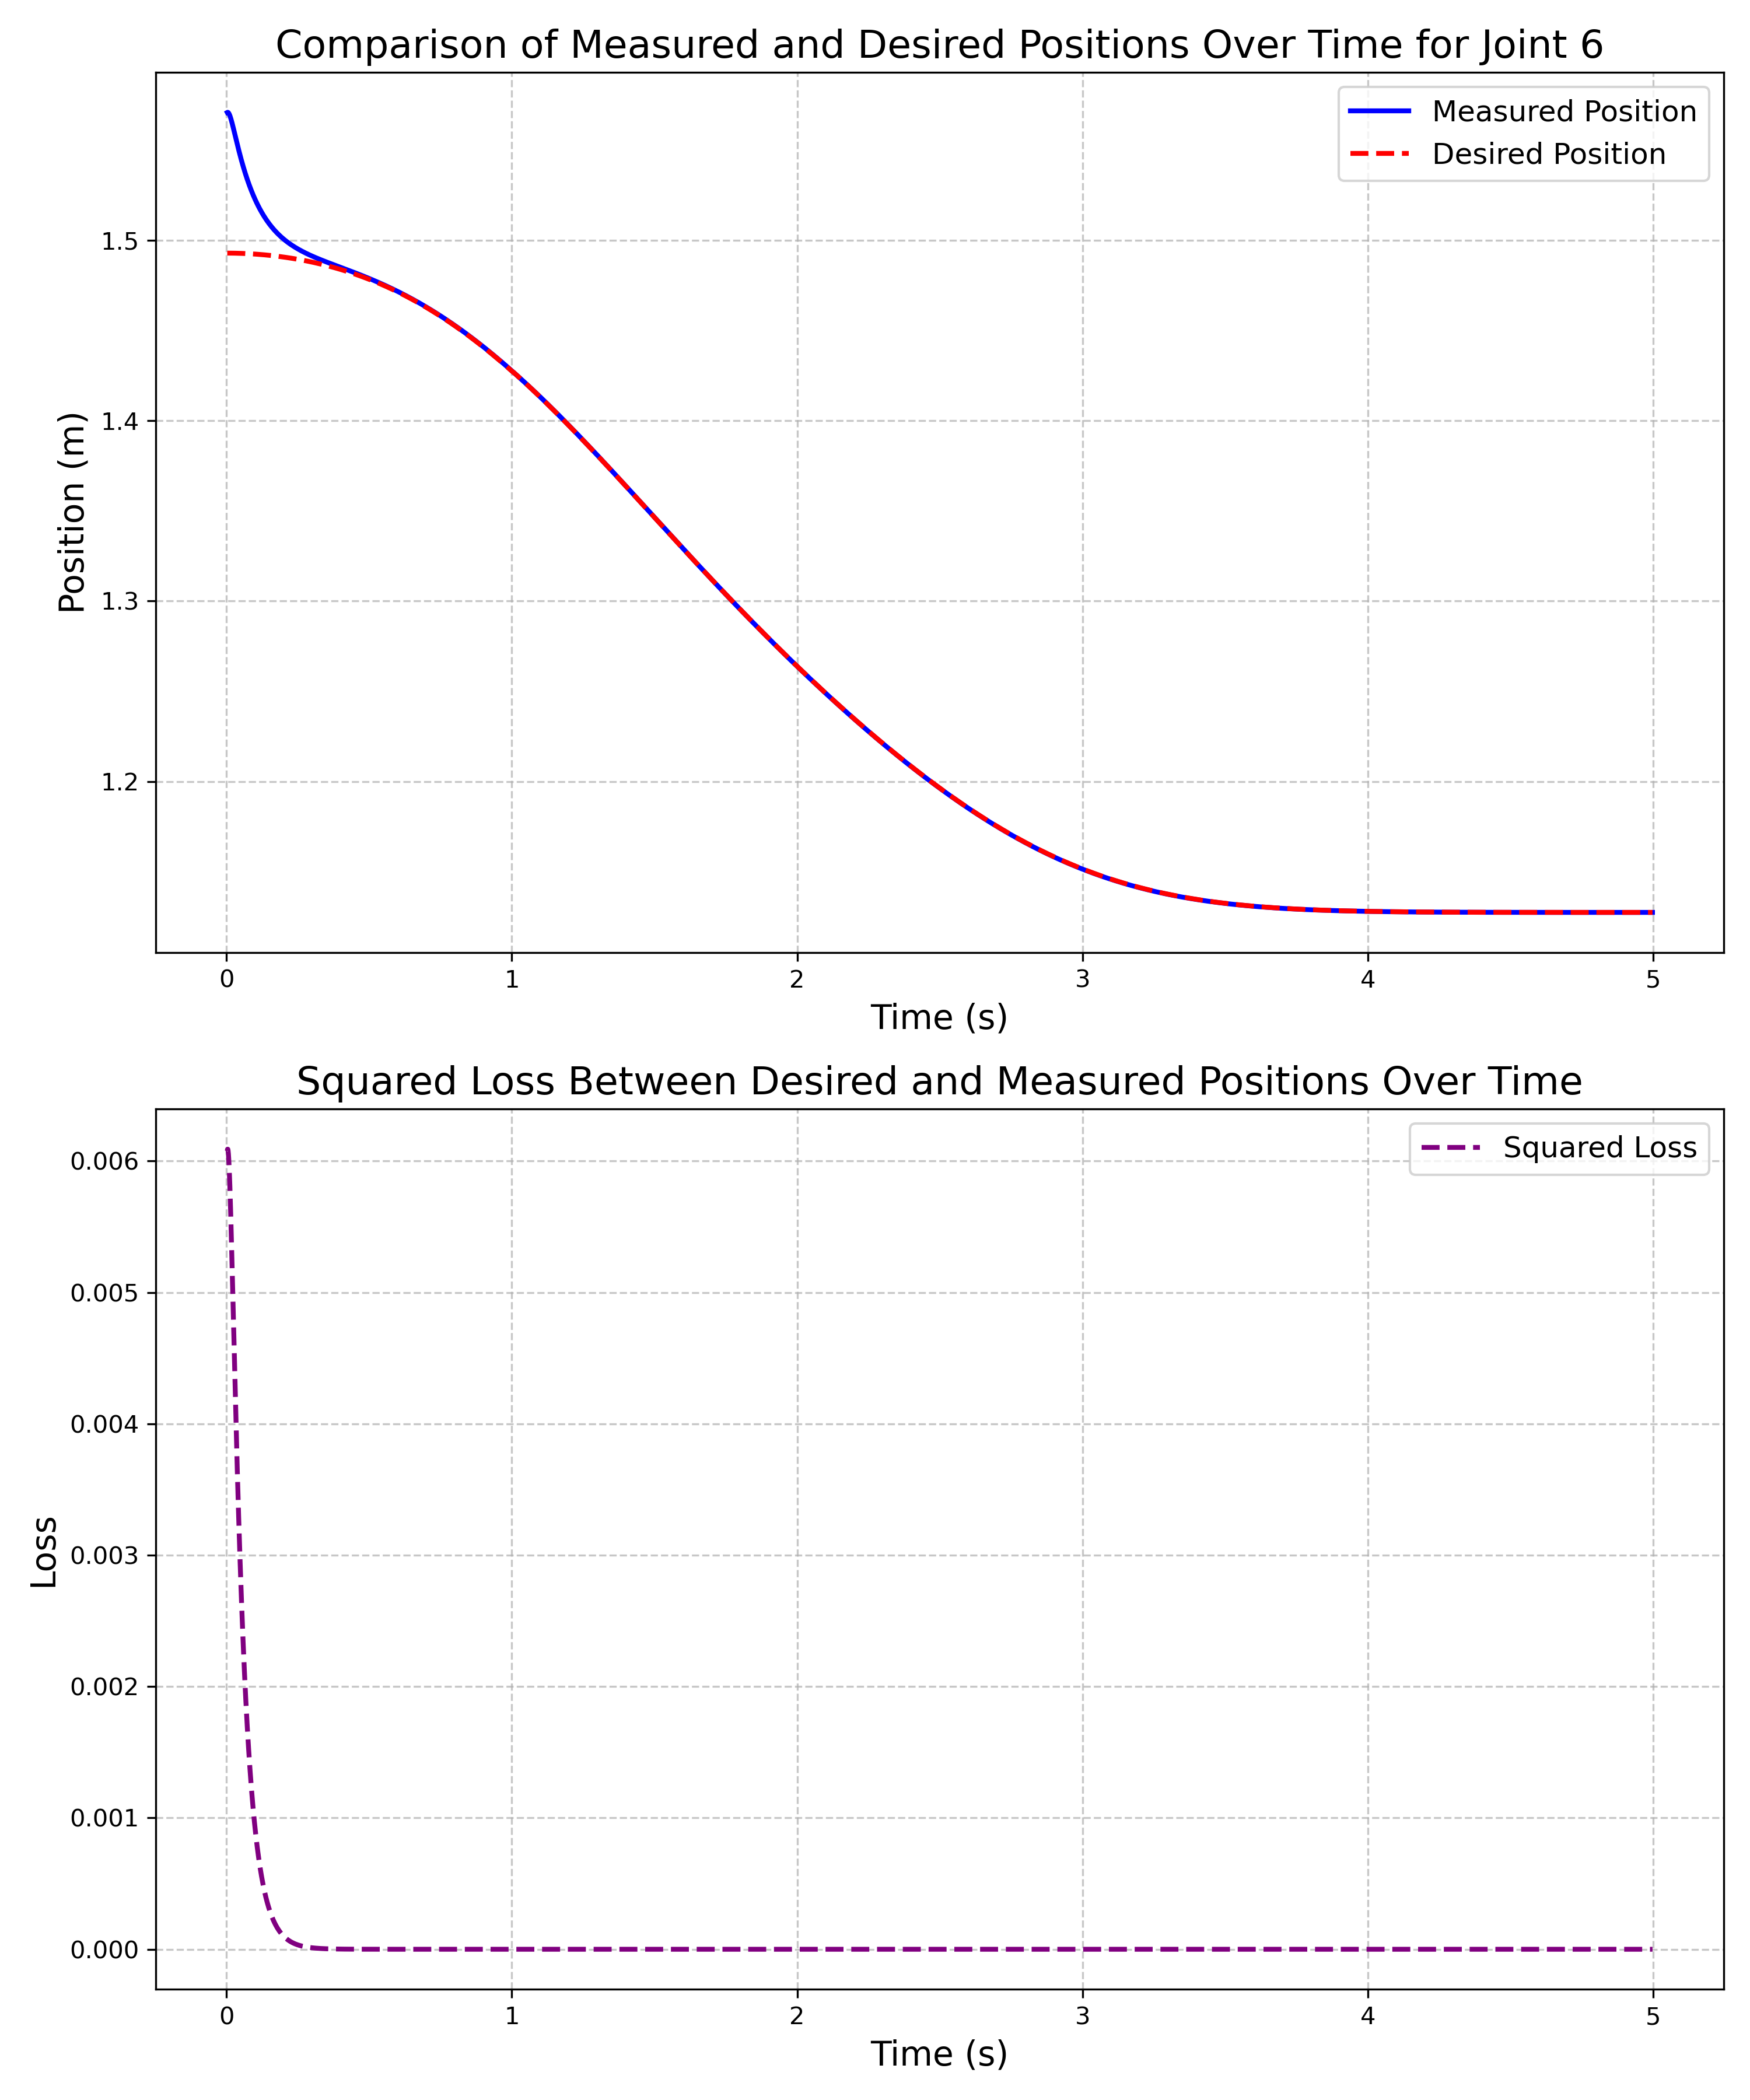 Comparison of Measured and Desired Positions Over Time for Joint 6
Measured Position
Desired Position
Position (m)
1.5
1.4
1.3
1.2
0 1 2 3 4 5
Time (s)
Squared Loss Between Desired and Measured Positions Over Time
Squared Loss
Loss
0.006
0.005
0.004
0.003
0.002
0.001
0.000
0 1 2 3 4 5
Time (s)